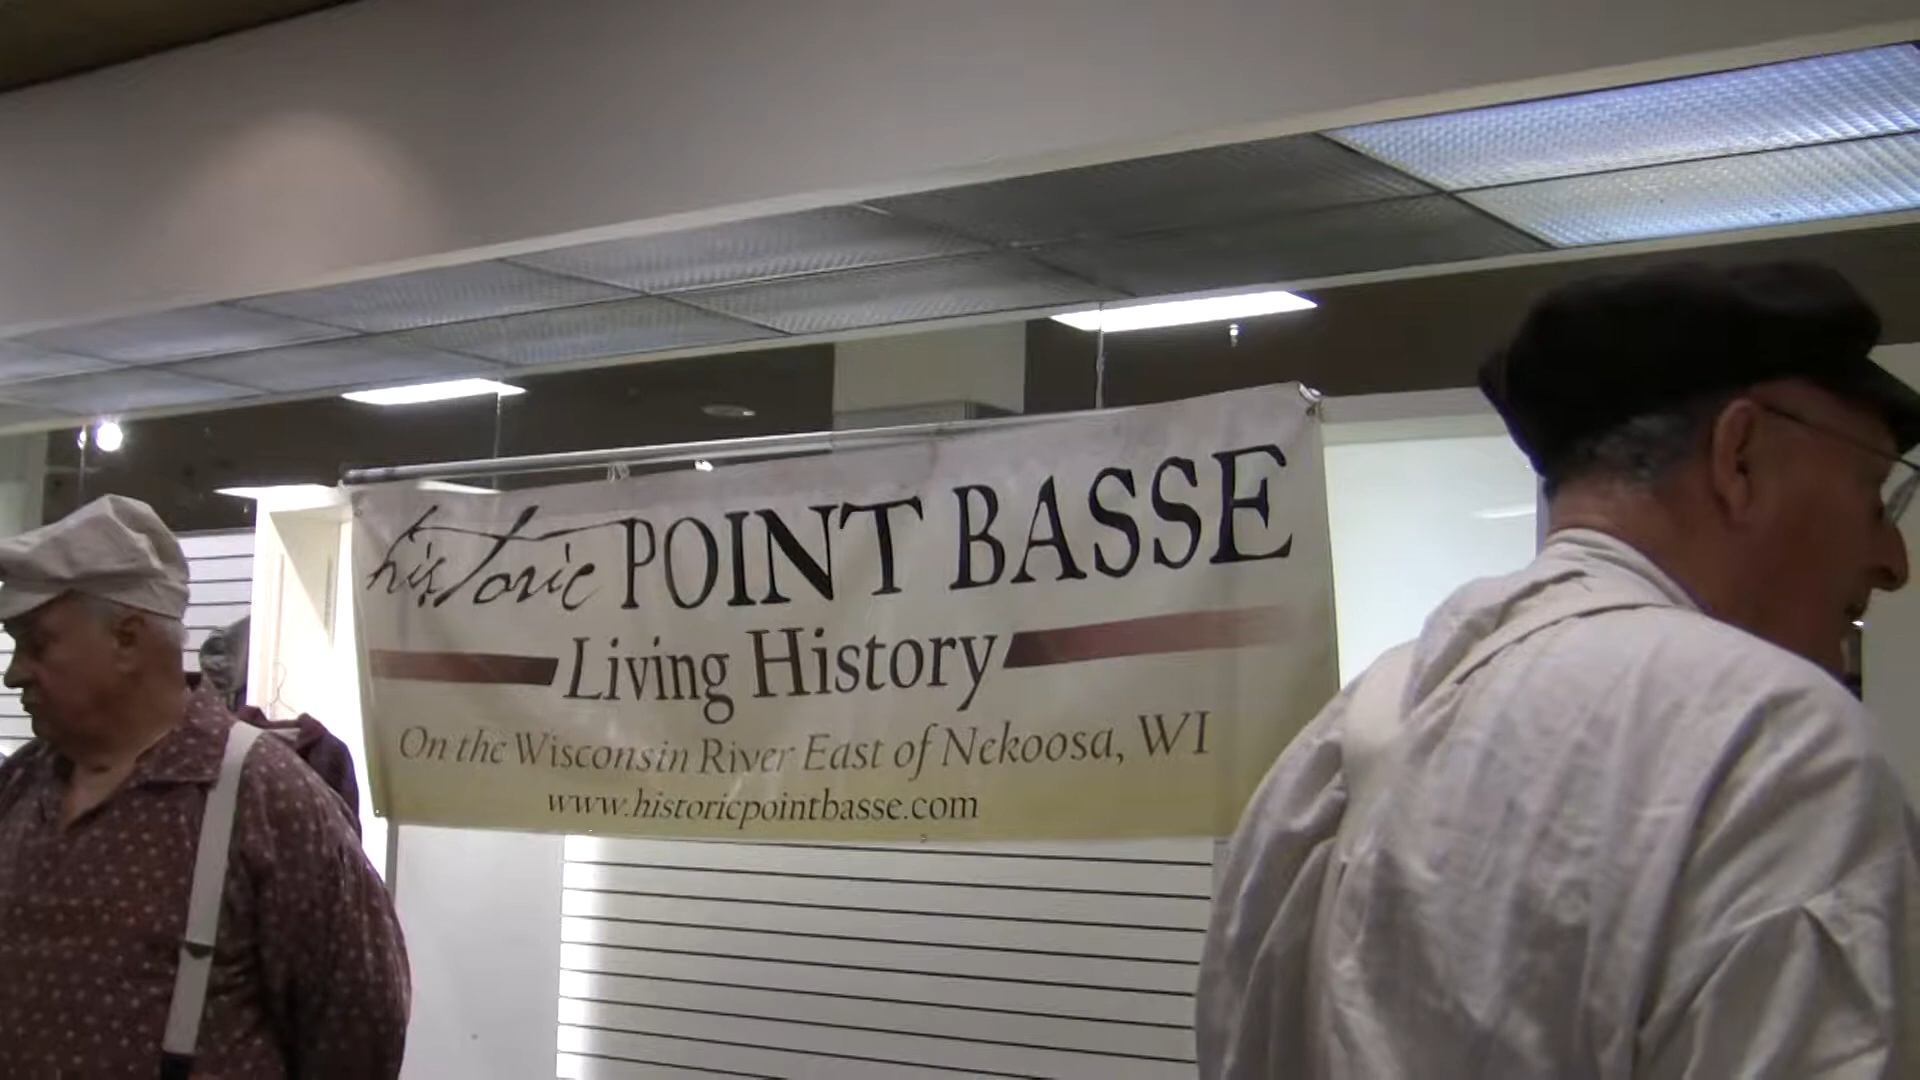 historic POINT BASSE
Living History
On the Wisconsin River East of Nekoosa, WI
www.historicpointbasse.com